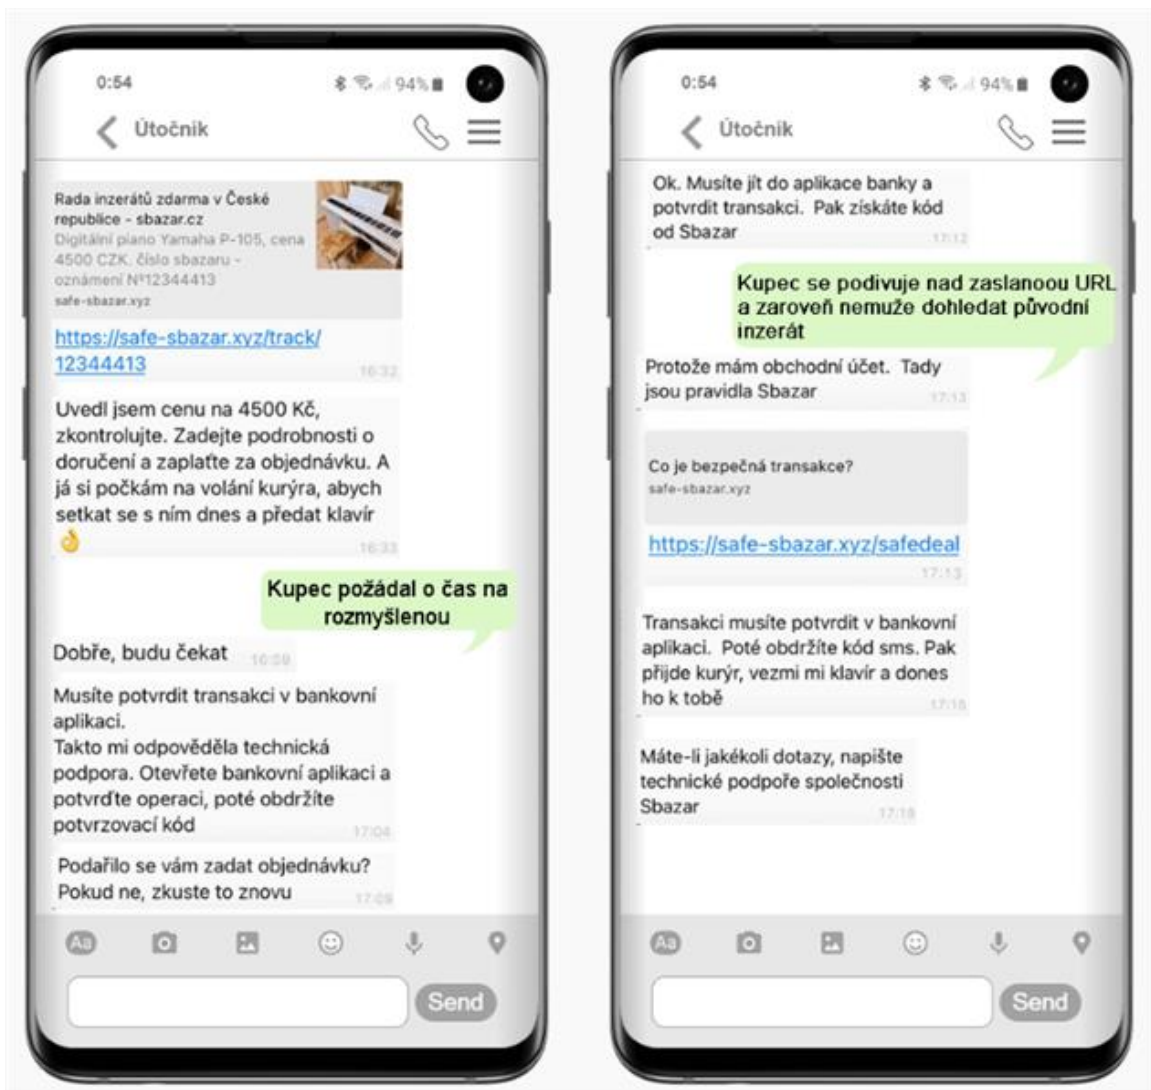 0:54
94%
Útočník
Rada inzerátů zdarma v České
republice - sbazar.cz
Digitální piano Yamaha P-105, cena
4500 CZK. číslo sbazaru -
oznámení Nº12344413
safe-sbazar.xyz
https://safe-sbazar.xyz/track/
12344413
16:32
Uvedl jsem cenu na 4500 Kč,
zkontrolujte. Zadejte podrobnosti o
doručení a zaplaťte za objednávku. A
já si počkám na volání kurýra, abych
setkat se s ním dnes a předat klavír
👌
16:33
Kupec požádal o čas na
rozmyšlenou
Dobře, budu čekat
16:59
Musíte potvrdit transakci v bankovní
aplikaci.
Takto mi odpověděla technická
podpora. Otevřete bankovní aplikaci a
potvrďte operaci, poté obdržíte
potvrzovací kód
17:04
Podařilo se vám zadat objednávku?
Pokud ne, zkuste to znovu
17:09
Aa
Send
0:54
94%
Útočník
Ok. Musíte jít do aplikace banky a
potvrdit transakci. Pak získáte kód
od Sbazar
17:12
Kupec se podivuje nad zaslanoou URL
a zaroveň nemuže dohledat původní
inzerát
Protože mám obchodní účet. Tady
jsou pravidla Sbazar
17:13
Co je bezpečná transakce?
safe-sbazar.xyz
https://safe-sbazar.xyz/safedeal
17:13
Transakci musíte potvrdit v bankovní
aplikaci. Poté obdržíte kód sms. Pak
přijde kurýr, vezmi mi klavír a dones
ho k tobě
17:15
Máte-li jakékoli dotazy, napište
technické podpoře společnosti
Sbazar
17:18
Aa
Send